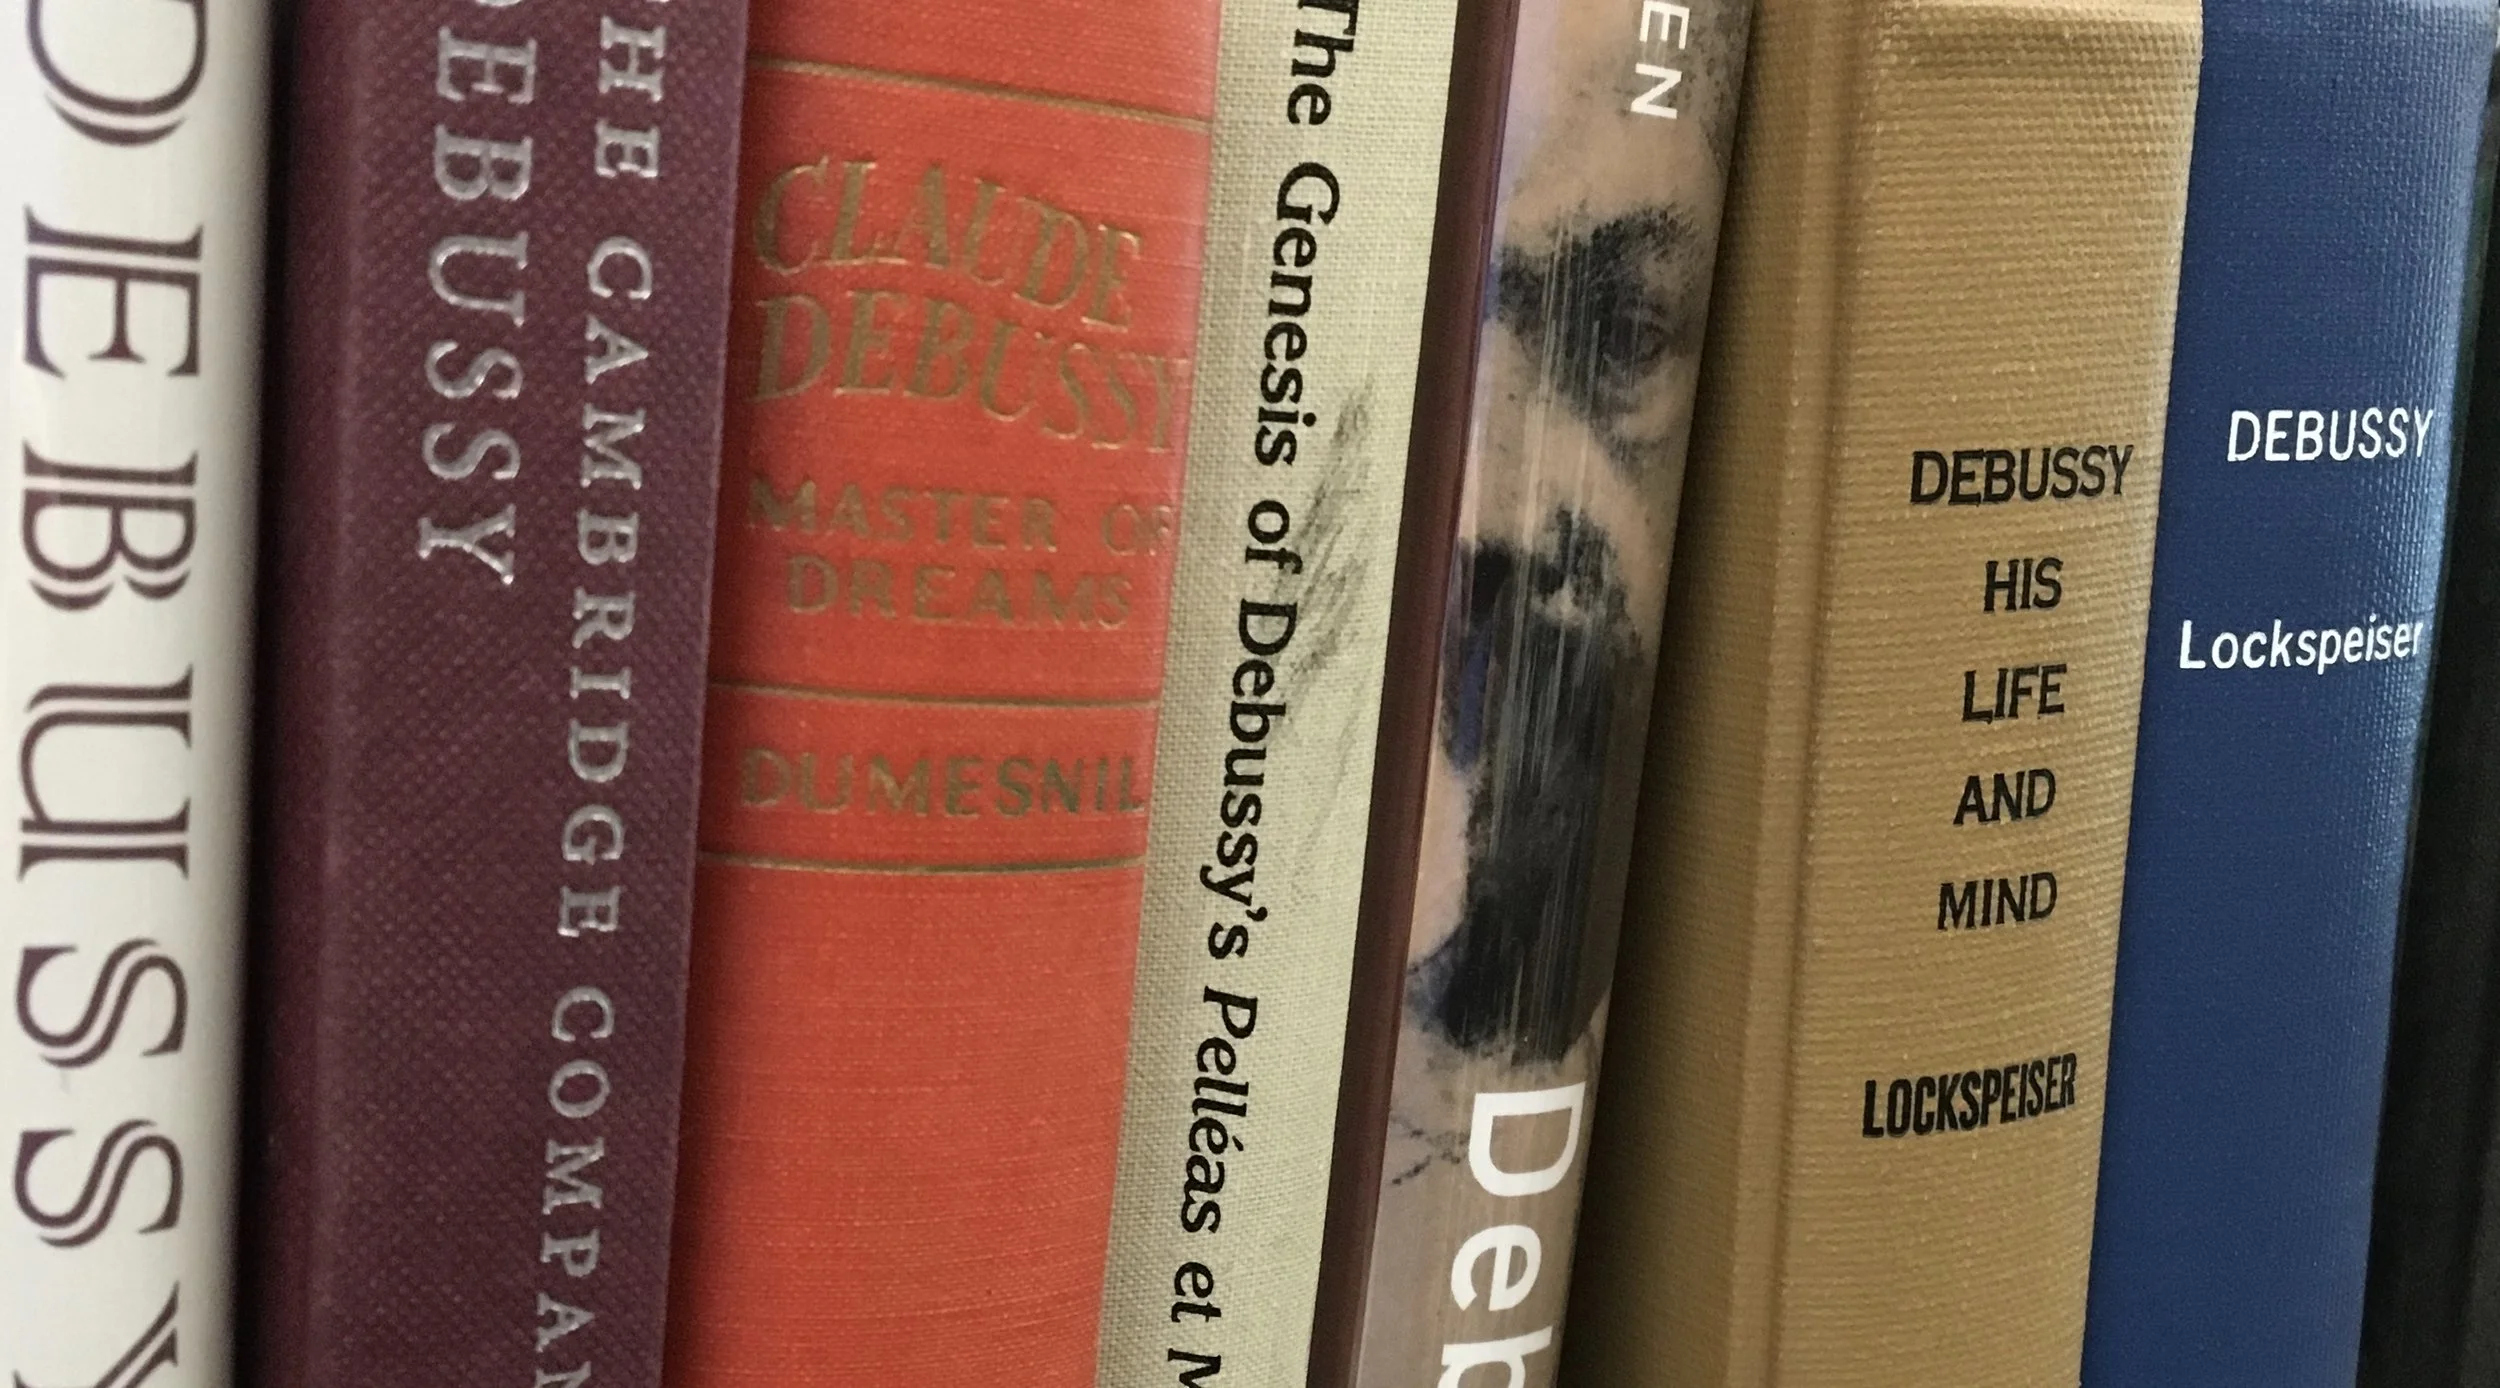 DEBUSSY
THE CAMBRIDGE COMPAN
DEBUSSY
CLAUDE
DEBUSSY
MASTER OF
DREAMS
DUMESNIL
The Genesis of Debussy's Pelléas et M
EN
Deb
DEBUSSY
HIS
LIFE
AND
MIND
LOCKSPEISER
DEBUSSY
Lockspeiser